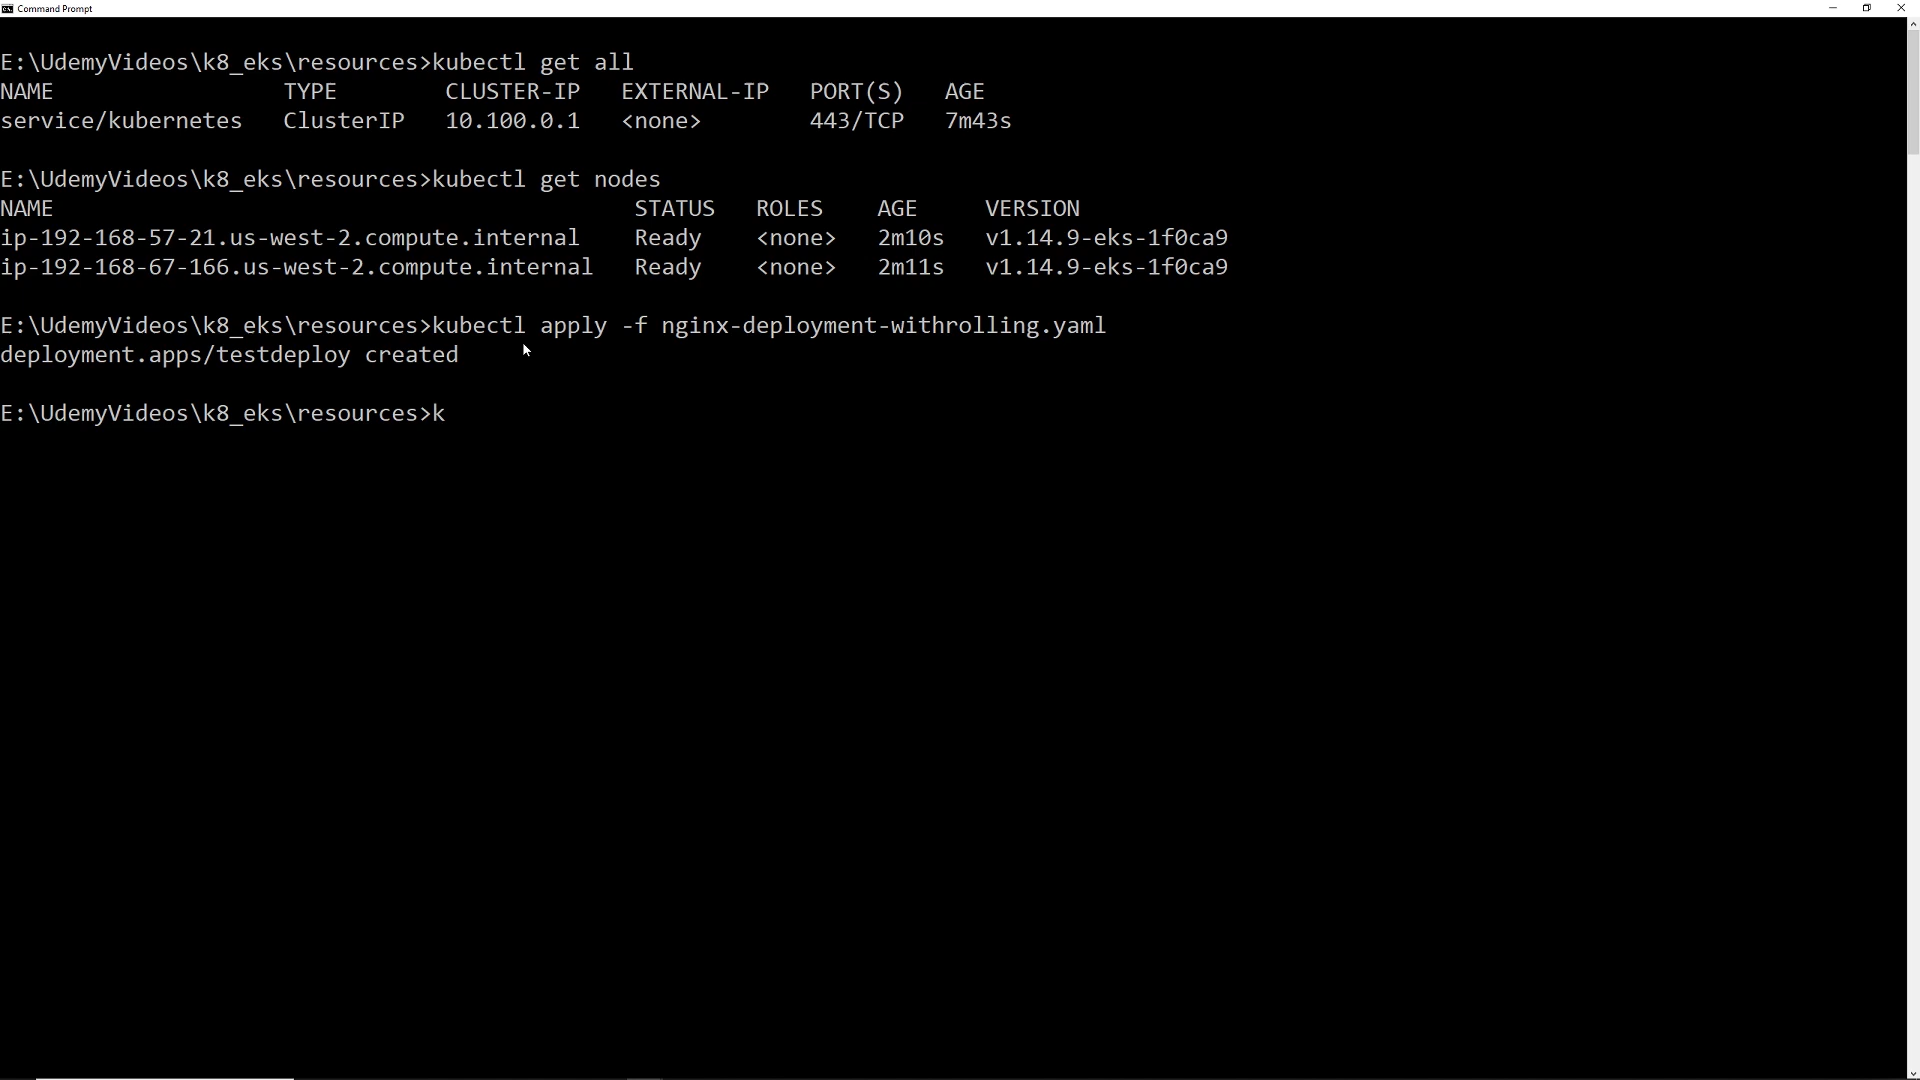 Command Prompt
E:\UdemyVideos\k8_eks\resources>kubectl get all
NAME TYPE CLUSTER-IP EXTERNAL-IP PORT(S) AGE
service/kubernetes ClusterIP 10.100.0.1 <none> 443/TCP 7m43s
E:\UdemyVideos\k8_eks\resources>kubectl get nodes
NAME STATUS ROLES AGE VERSION
ip-192-168-57-21.us-west-2.compute.internal Ready <none> 2m10s v1.14.9-eks-1f0ca9
ip-192-168-67-166.us-west-2.compute.internal Ready <none> 2m11s v1.14.9-eks-1f0ca9
E:\UdemyVideos\k8_eks\resources>kubectl apply -f nginx-deployment-withrolling.yaml
deployment.apps/testdeploy created
E:\UdemyVideos\k8_eks\resources>k